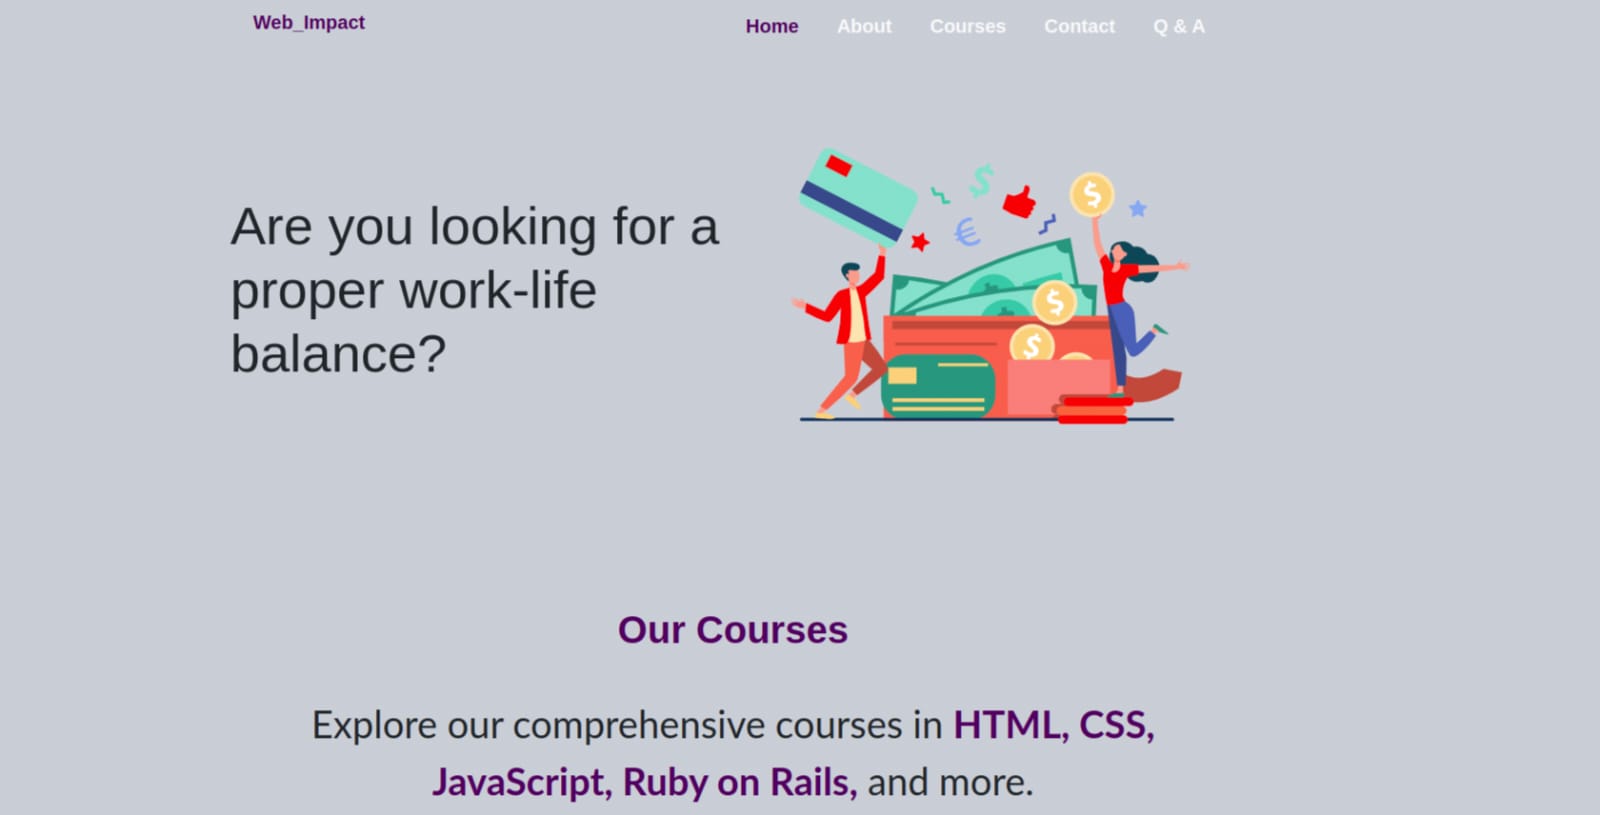 Web_Impact
Home About Courses Contact Q & A
Are you looking for a
proper work-life
balance?
$
€
$
$
$
Our Courses
Explore our comprehensive courses in HTML, CSS,
JavaScript, Ruby on Rails, and more.